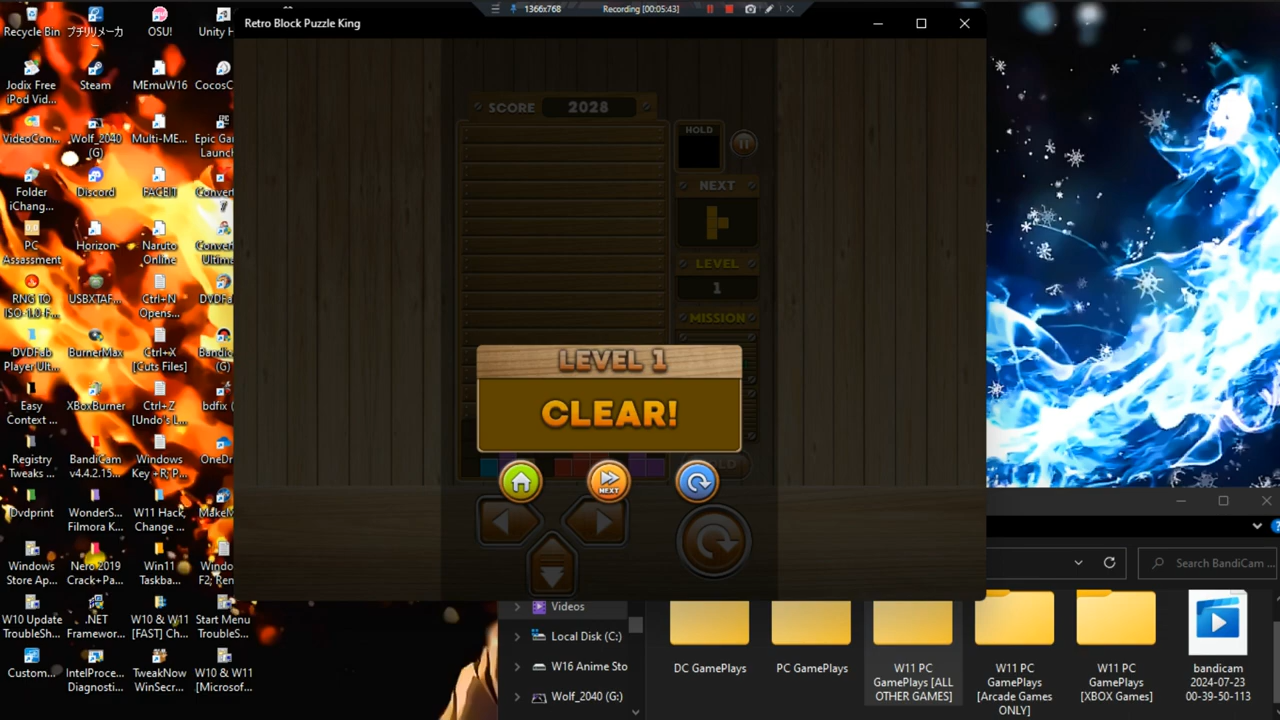 1366x768
Recording [00:05:43]
Retro Block Puzzle King
Recycle Bin
プチリメーカー
OSU!
Unity H
Jodix Free iPod Vid...
Steam
MEmuW16
CocosC
VideoCon...
Wolf_2040 (G)
Multi-ME...
Epic Ga
Launch
Folder iChang...
Discord
FACEIT
Convert
PC Assassment
Horizon
Naruto Online
Convert
Ultime
RNG TO ISO-1.0-F...
USBXTAF...
Ctrl+N Opens...
DVDFa
DVDFab Player Ult...
BurnerMax
Ctrl+X [Cuts Files]
Bandic
(G)
Easy Context ...
XBoxBurner
Ctrl+Z [Undo's L...
bdfix (
Registry Tweaks ...
BandiCam v4.4.2.15...
Windows Key +R; P...
OneDr
Dvdprint
WonderS... Filmora K...
W11 Hack, Change ...
MakeM
Windows Store Ap...
Nero 2019 Crack+Pa...
Win11 Taskba...
Windo
F2; Ren
W10 Update TroubleSh...
.NET Framewor...
W10 & W11 [FAST] Ch...
Start Menu TroubleS...
Custom...
IntelProce... Diagnosti...
TweakNow WinSecr...
W10 & W11 [Microsof...
SCORE 2028
HOLD
NEXT
LEVEL
1
MISSION
LEVEL 1
CLEAR!
NEXT
Search BandiCam ...
Videos
Local Disk (C:)
W16 Anime Sto
Wolf_2040 (G:)
DC GamePlays
PC GamePlays
W11 PC
GamePlays [ALL
OTHER GAMES]
W11 PC
GamePlays
[Arcade Games
ONLY]
W11 PC
GamePlays
[XBOX Games]
bandicam
2024-07-23
00-39-50-113